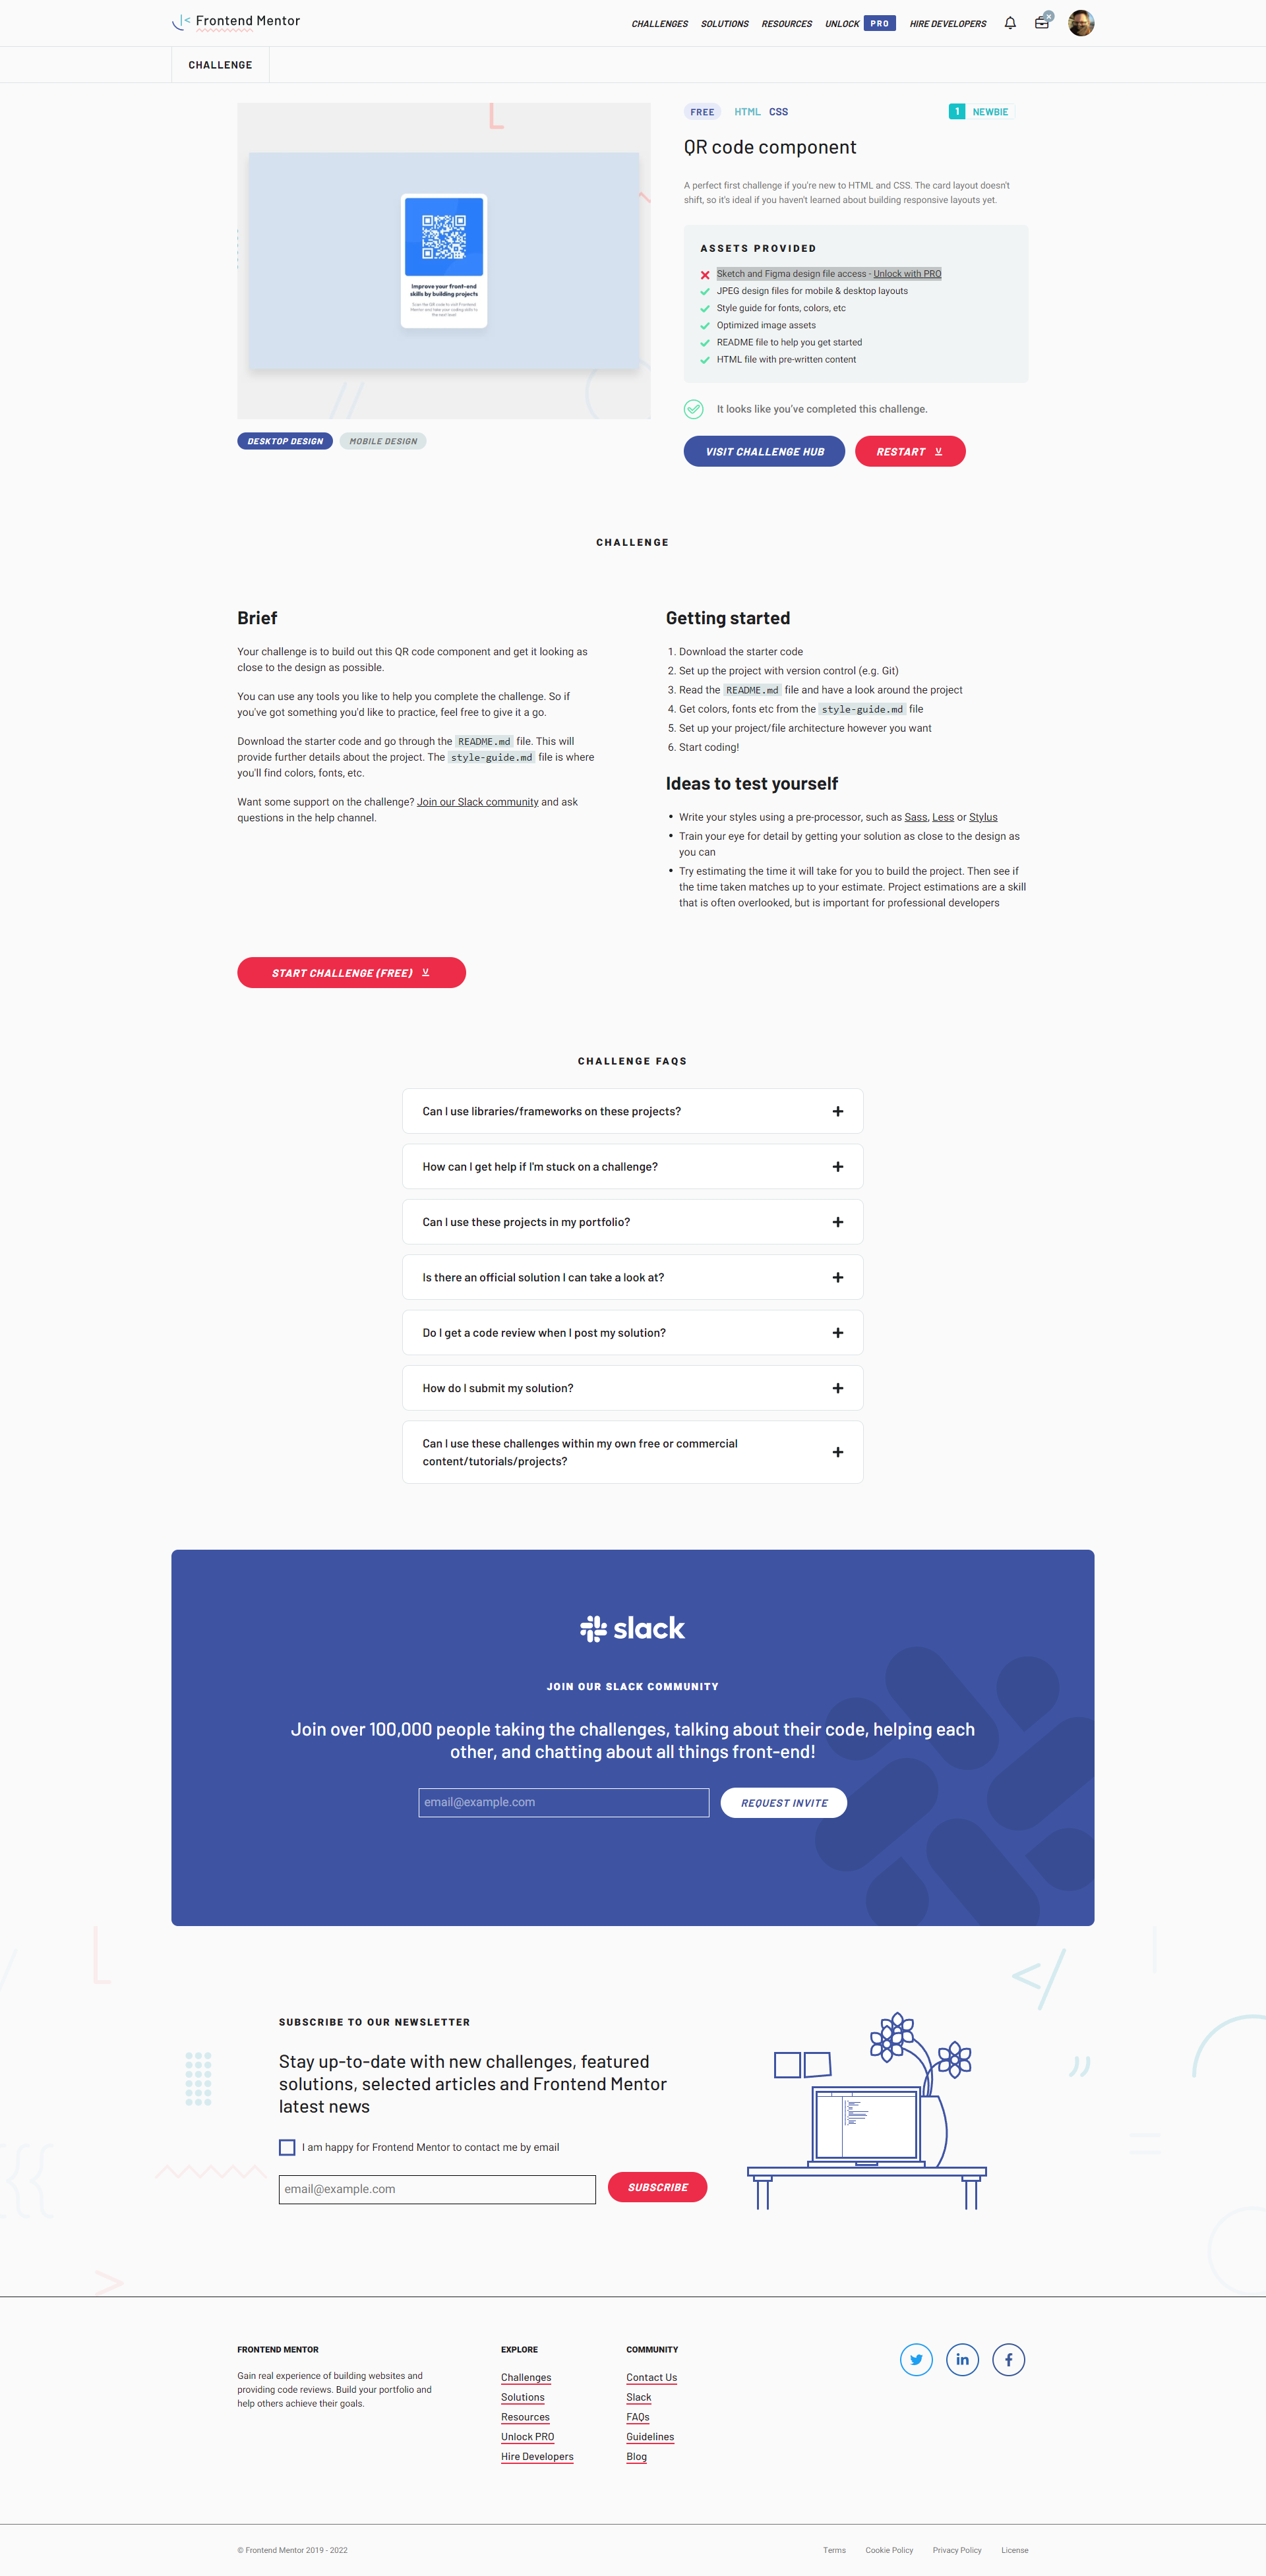 Frontend Mentor
CHALLENGES SOLUTIONS RESOURCES UNLOCK PRO HIRE DEVELOPERS
CHALLENGE
FREE HTML CSS 1 NEWBIE
QR code component
A perfect first challenge if you're new to HTML and CSS. The card layout doesn't
shift, so it's ideal if you haven't learned about building responsive layouts yet.
Improve your front-end
skills by building projects
Scan the QR code to visit Frontend
Mentor and take your coding skills to
the next level
ASSETS PROVIDED
Sketch and Figma design file access - Unlock with PRO
JPEG design files for mobile & desktop layouts
Style guide for fonts, colors, etc
Optimized image assets
README file to help you get started
HTML file with pre-written content
It looks like you've completed this challenge.
DESKTOP DESIGN MOBILE DESIGN
VISIT CHALLENGE HUB RESTART
CHALLENGE
Brief
Your challenge is to build out this QR code component and get it looking as
close to the design as possible.
You can use any tools you like to help you complete the challenge. So if
you've got something you'd like to practice, feel free to give it a go.
Download the starter code and go through the README.md file. This will
provide further details about the project. The style-guide.md file is where
you'll find colors, fonts, etc.
Want some support on the challenge? Join our Slack community and ask
questions in the help channel.
Getting started
1. Download the starter code
2. Set up the project with version control (e.g. Git)
3. Read the README.md file and have a look around the project
4. Get colors, fonts etc from the style-guide.md file
5. Set up your project/file architecture however you want
6. Start coding!
Ideas to test yourself
• Write your styles using a pre-processor, such as Sass, Less or Stylus
• Train your eye for detail by getting your solution as close to the design as
you can
• Try estimating the time it will take for you to build the project. Then see if
the time taken matches up to your estimate. Project estimations are a skill
that is often overlooked, but is important for professional developers
START CHALLENGE (FREE)
CHALLENGE FAQS
Can I use libraries/frameworks on these projects?
How can I get help if I'm stuck on a challenge?
Can I use these projects in my portfolio?
Is there an official solution I can take a look at?
Do I get a code review when I post my solution?
How do I submit my solution?
Can I use these challenges within my own free or commercial
content/tutorials/projects?
slack
JOIN OUR SLACK COMMUNITY
Join over 100,000 people taking the challenges, talking about their code, helping each
other, and chatting about all things front-end!
email@example.com REQUEST INVITE
SUBSCRIBE TO OUR NEWSLETTER
Stay up-to-date with new challenges, featured
solutions, selected articles and Frontend Mentor
latest news
I am happy for Frontend Mentor to contact me by email
email@example.com SUBSCRIBE
FRONTEND MENTOR
Gain real experience of building websites and
providing code reviews. Build your portfolio and
help others achieve their goals.
EXPLORE
Challenges
Solutions
Resources
Unlock PRO
Hire Developers
COMMUNITY
Contact Us
Slack
FAQs
Guidelines
Blog
© Frontend Mentor 2019 - 2022
Terms Cookie Policy Privacy Policy License